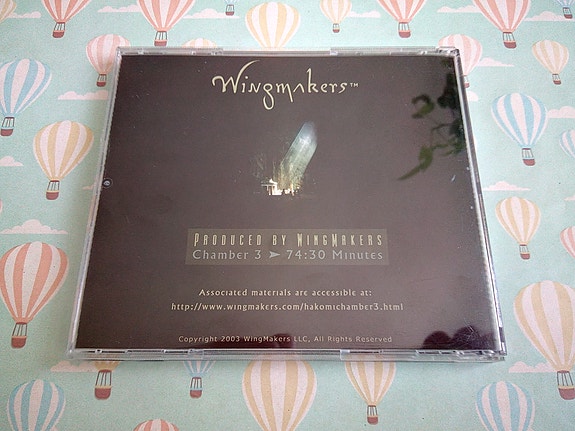 Wingmakers™
Produced by WingMakers
Chamber 3 ➤ 74:30 Minutes
Associated materials are accessible at:
http://www.wingmakers.com/hakomichamber3.html
Copyright 2003 WingMakers LLC, All Rights Reserved